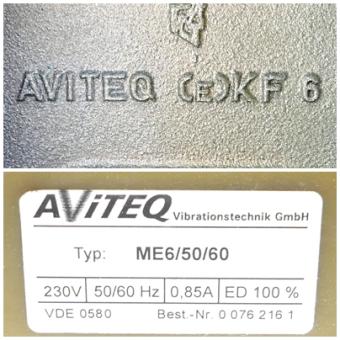 AVITEQ (E)KF 6
AViTEQ Vibrationstechnik GmbH
Typ: ME6/50/60
230V 50/60 Hz 0,85A ED 100 %
VDE 0580 Best.-Nr. 0 076 216 1